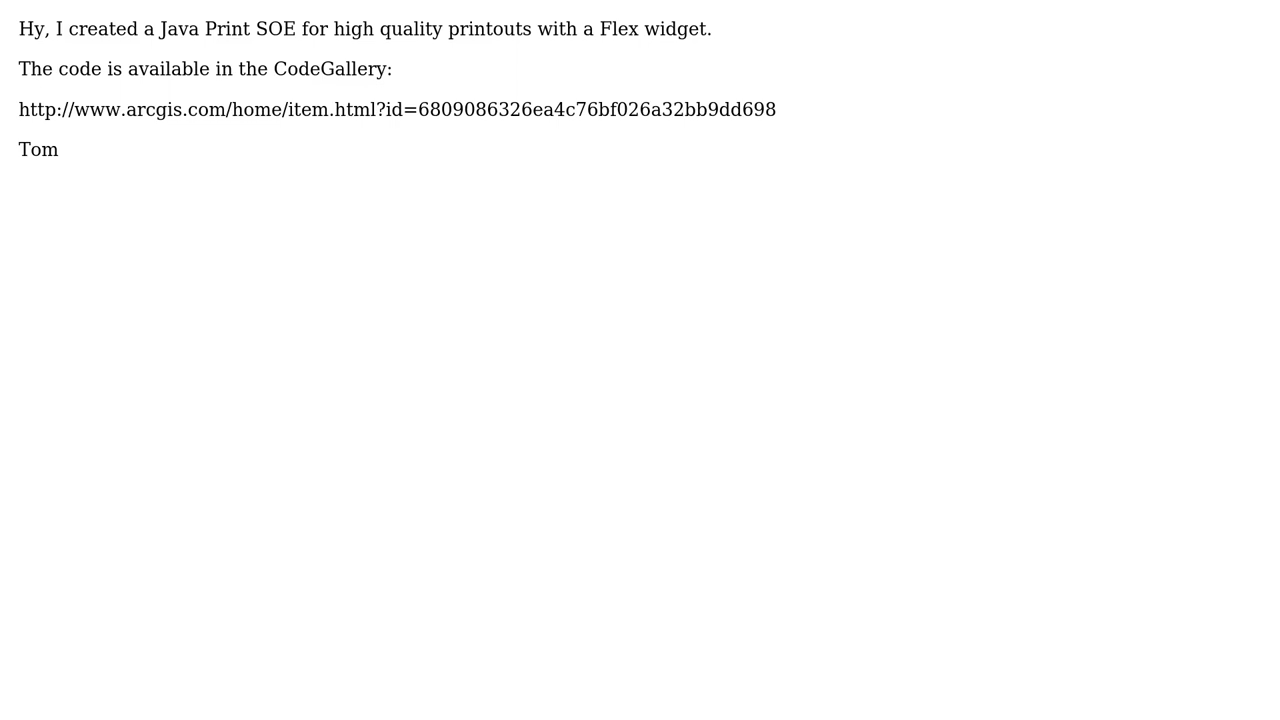 Hy, I created a Java Print SOE for high quality printouts with a Flex widget.
The code is available in the CodeGallery:
http://www.arcgis.com/home/item.html?id=6809086326ea4c76bf026a32bb9dd698
Tom